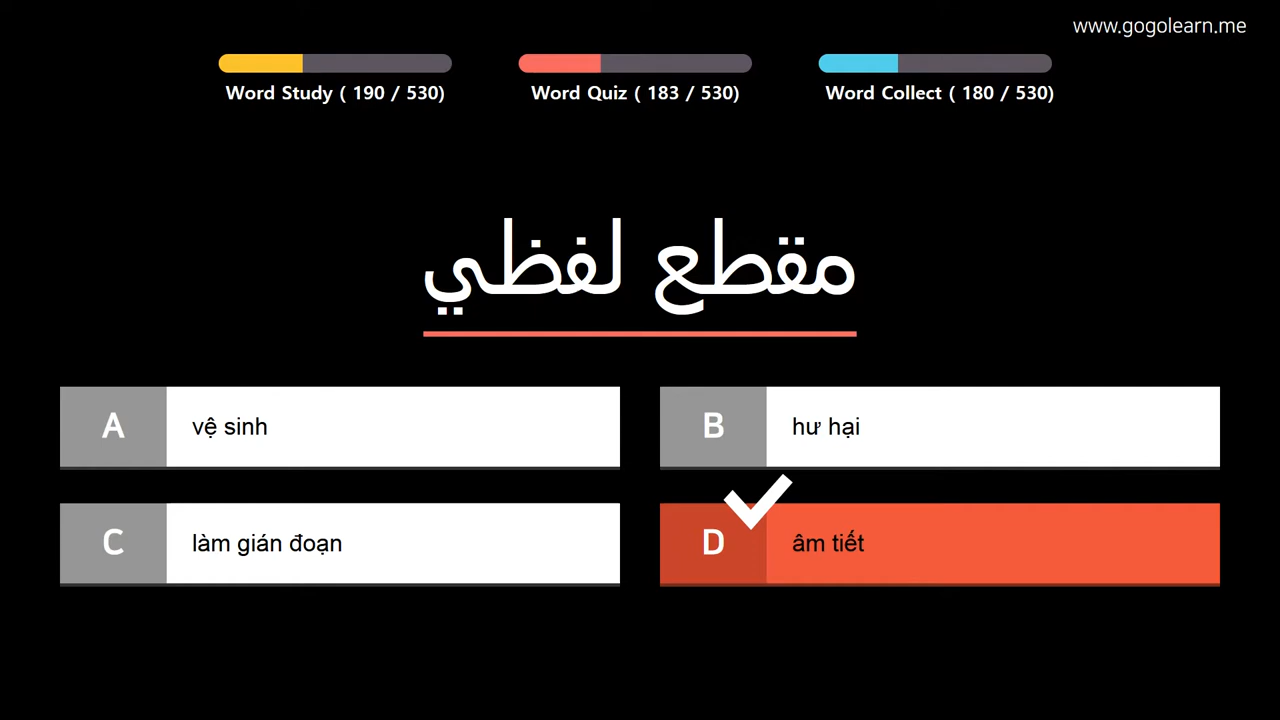 www.gogolearn.me
Word Study ( 190 / 530)
Word Quiz ( 183 / 530)
Word Collect ( 180 / 530)
مقطع لفظي
A
vệ sinh
B
hư hại
C
làm gián đoạn
D
âm tiết